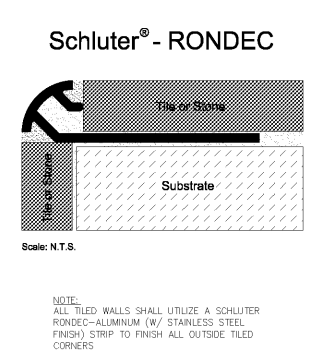 Schluter® - RONDEC
Tile or Stone
Tile or Stone
Substrate
Scale: N.T.S.
NOTE:
ALL TILED WALLS SHALL UTILIZE A SCHLUTER
RONDEC-ALUMINUM (W/ STAINLESS STEEL
FINISH) STRIP TO FINISH ALL OUTSIDE TILED
CORNERS